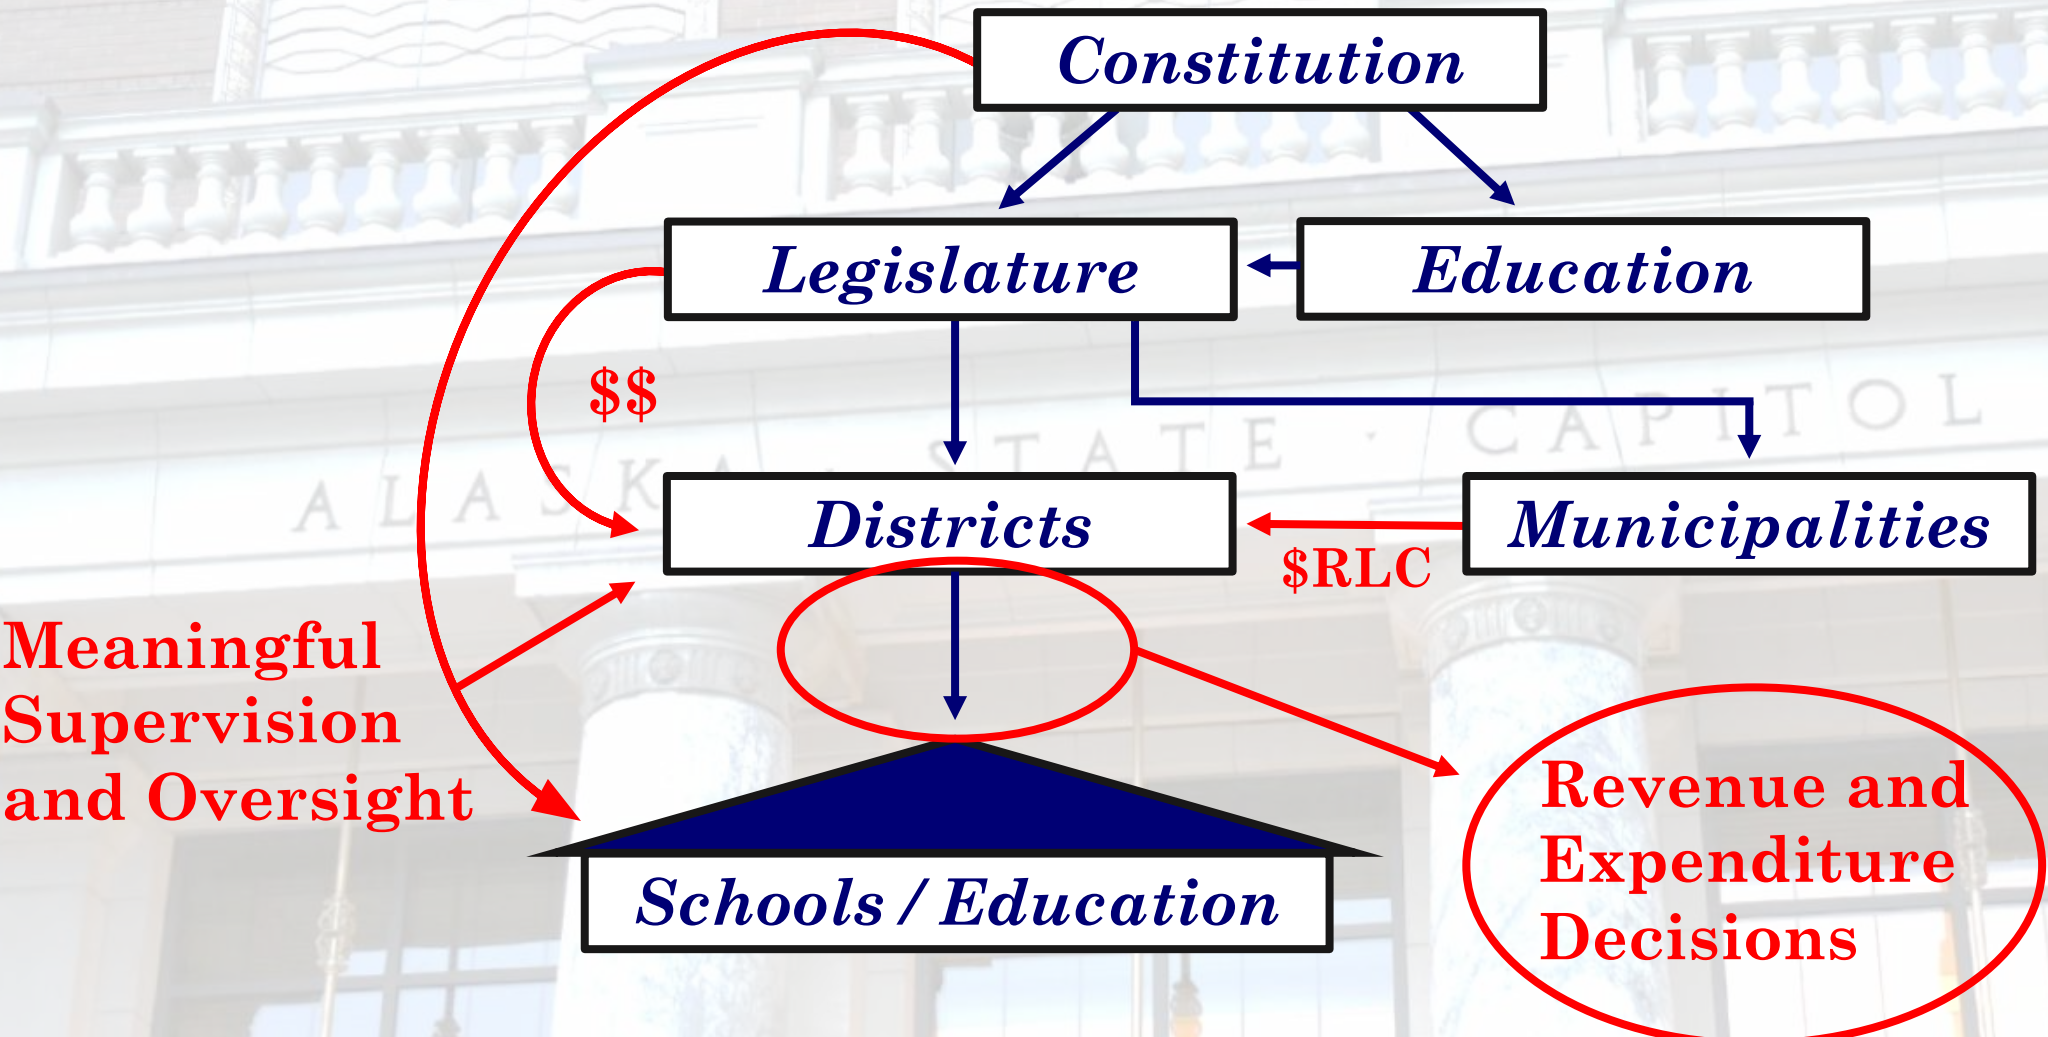 Constitution
Legislature
Education
$$
ALASKA STATE CAPITOL
Districts
Municipalities
$RLC
Meaningful
Supervision
and Oversight
Revenue and
Expenditure
Decisions
Schools / Education